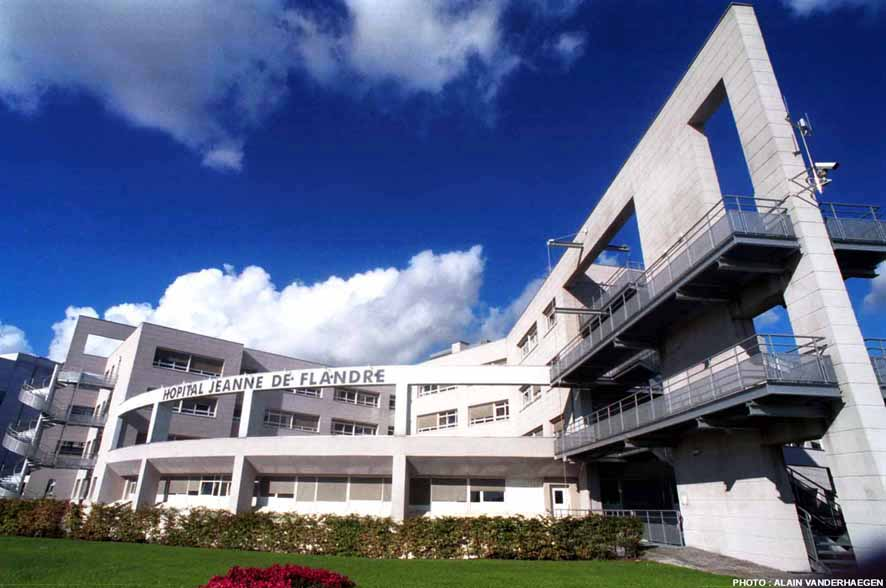 HOPITAL JEANNE DE FLANDRE
PHOTO : ALAIN VANDERHAEGEN